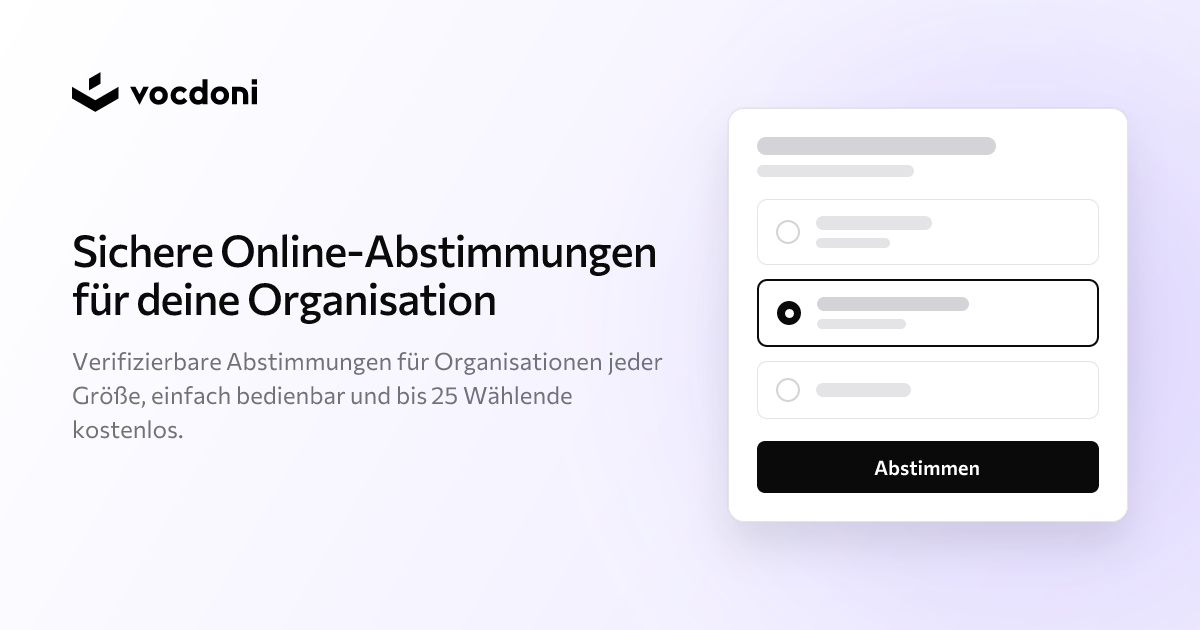 vocdoni
Sichere Online-Abstimmungen
für deine Organisation
Verifizierbare Abstimmungen für Organisationen jeder
Größe, einfach bedienbar und bis 25 Wählende
kostenlos.
Abstimmen